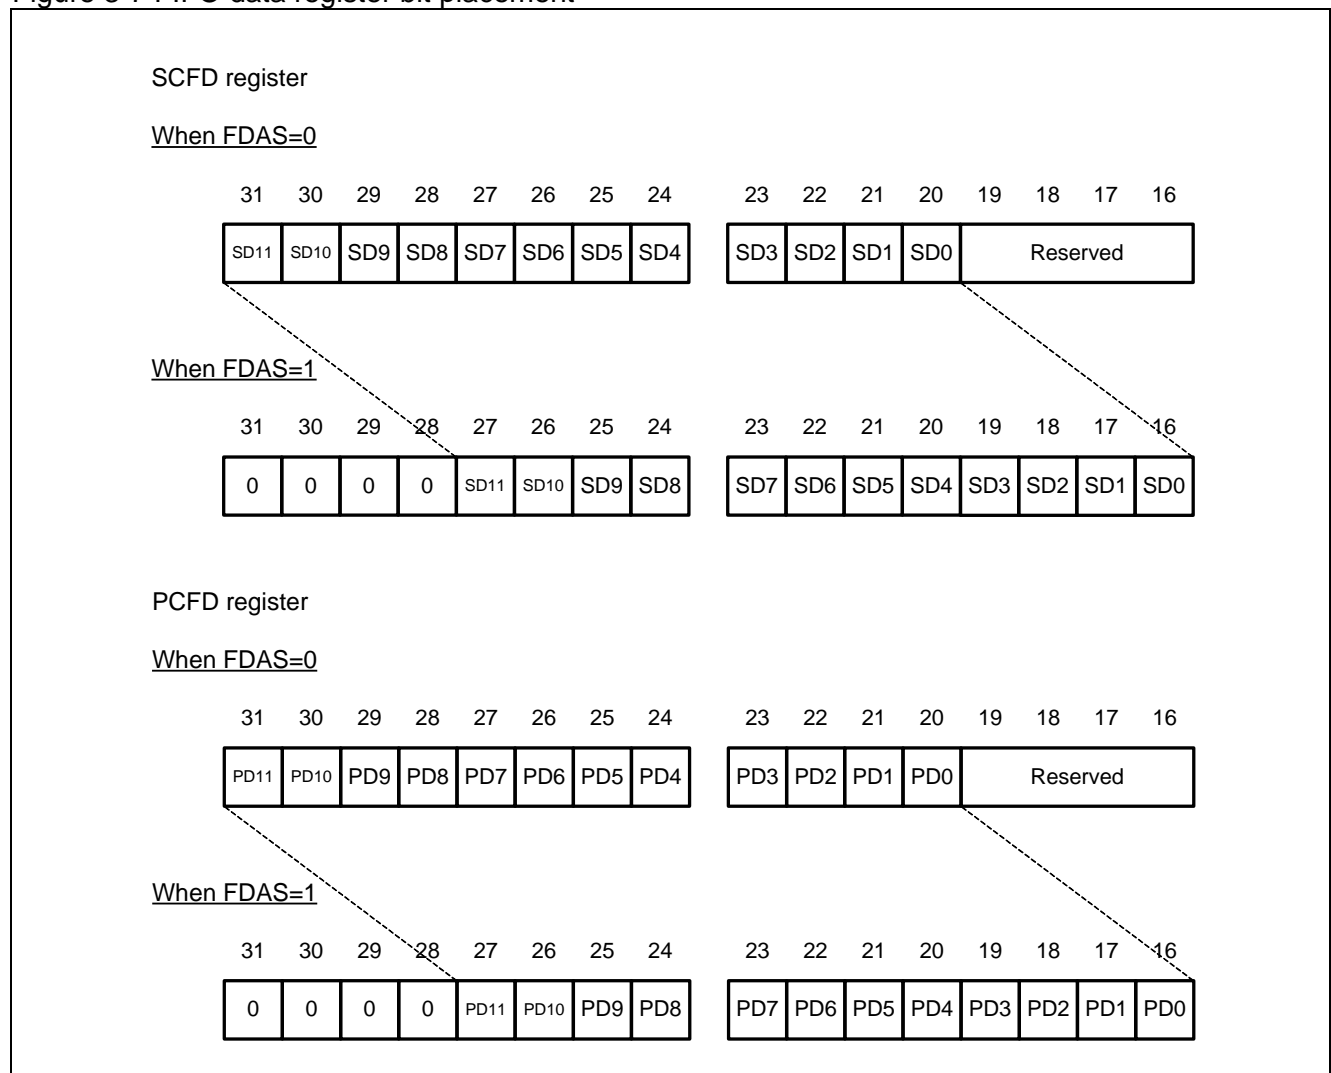 SCFD register
When FDAS=0
31 30 29 28 27 26 25 24 23 22 21 20 19 18 17 16
SD11 SD10 SD9 SD8 SD7 SD6 SD5 SD4 SD3 SD2 SD1 SD0 Reserved
When FDAS=1
31 30 29 28 27 26 25 24 23 22 21 20 19 18 17 16
0 0 0 0 SD11 SD10 SD9 SD8 SD7 SD6 SD5 SD4 SD3 SD2 SD1 SD0
PCFD register
When FDAS=0
31 30 29 28 27 26 25 24 23 22 21 20 19 18 17 16
PD11 PD10 PD9 PD8 PD7 PD6 PD5 PD4 PD3 PD2 PD1 PD0 Reserved
When FDAS=1
31 30 29 28 27 26 25 24 23 22 21 20 19 18 17 16
0 0 0 0 PD11 PD10 PD9 PD8 PD7 PD6 PD5 PD4 PD3 PD2 PD1 PD0